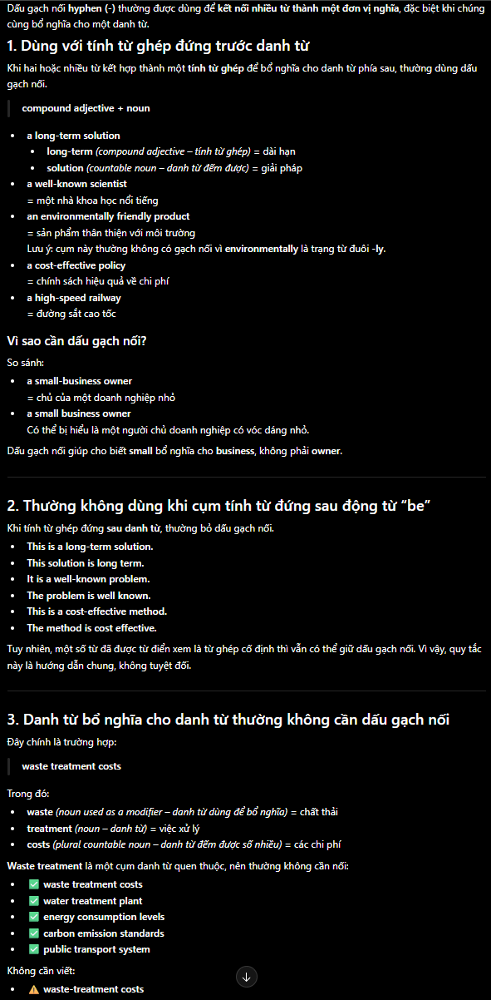 Dấu gạch nối hyphen (-) thường được dùng để kết nối nhiều từ thành một đơn vị nghĩa, đặc biệt khi chúng
cùng bổ nghĩa cho một danh từ.
1. Dùng với tính từ ghép đứng trước danh từ
Khi hai hoặc nhiều từ kết hợp thành một tính từ ghép để bổ nghĩa cho danh từ phía sau, thường dùng dấu
gạch nối.
compound adjective + noun
• a long-term solution
• long-term (compound adjective – tính từ ghép) = dài hạn
• solution (countable noun – danh từ đếm được) = giải pháp
• a well-known scientist
= một nhà khoa học nổi tiếng
• an environmentally friendly product
= sản phẩm thân thiện với môi trường
Lưu ý: cụm này thường không có gạch nối vì environmentally là trạng từ đuôi -ly.
• a cost-effective policy
= chính sách hiệu quả về chi phí
• a high-speed railway
= đường sắt cao tốc
Vì sao cần dấu gạch nối?
So sánh:
• a small-business owner
= chủ của một doanh nghiệp nhỏ
• a small business owner
Có thể bị hiểu là một người chủ doanh nghiệp có vóc dáng nhỏ.
Dấu gạch nối giúp cho biết small bổ nghĩa cho business, không phải owner.
2. Thường không dùng khi cụm tính từ đứng sau động từ “be”
Khi tính từ ghép đứng sau danh từ, thường bỏ dấu gạch nối.
• This is a long-term solution.
• This solution is long term.
• It is a well-known problem.
• The problem is well known.
• This is a cost-effective method.
• The method is cost effective.
Tuy nhiên, một số từ đã được từ điển xem là từ ghép cố định thì vẫn có thể giữ dấu gạch nối. Vì vậy, quy tắc
này là hướng dẫn chung, không tuyệt đối.
3. Danh từ bổ nghĩa cho danh từ thường không cần dấu gạch nối
Đây chính là trường hợp:
waste treatment costs
Trong đó:
• waste (noun used as a modifier – danh từ dùng để bổ nghĩa) = chất thải
• treatment (noun – danh từ) = việc xử lý
• costs (plural countable noun – danh từ đếm được số nhiều) = các chi phí
Waste treatment là một cụm danh từ quen thuộc, nên thường không cần nối:
• ✅ waste treatment costs
• ✅ water treatment plant
• ✅ energy consumption levels
• ✅ carbon emission standards
• ✅ public transport system
Không cần viết:
• ⚠️ waste-treatment costs